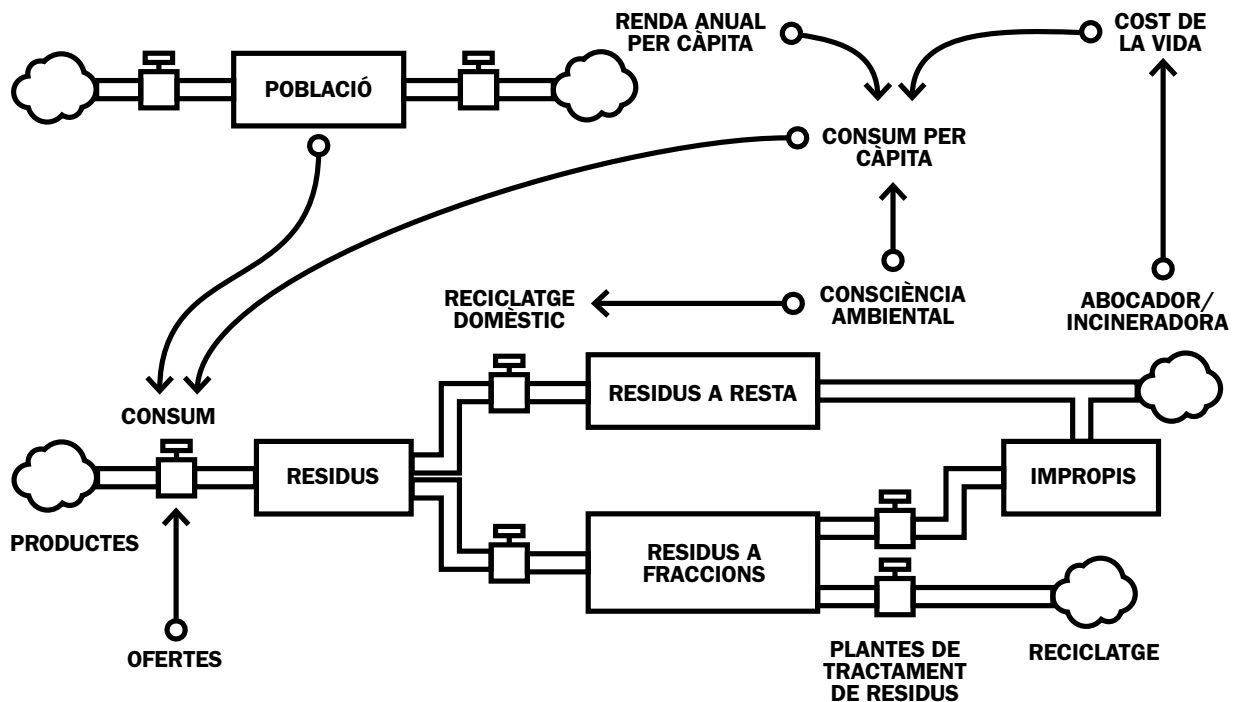 RENDA ANUAL
PER CÀPITA
COST DE
LA VIDA
POBLACIÓ
CONSUM PER
CÀPITA
RECICLATGE
DOMÈSTIC
CONSCIÈNCIA
AMBIENTAL
ABOCADOR/
INCINERADORA
CONSUM
RESIDUS A RESTA
RESIDUS
IMPROPIS
PRODUCTES
RESIDUS A
FRACCIONS
OFERTES
PLANTES DE
TRACTAMENT
DE RESIDUS
RECICLATGE